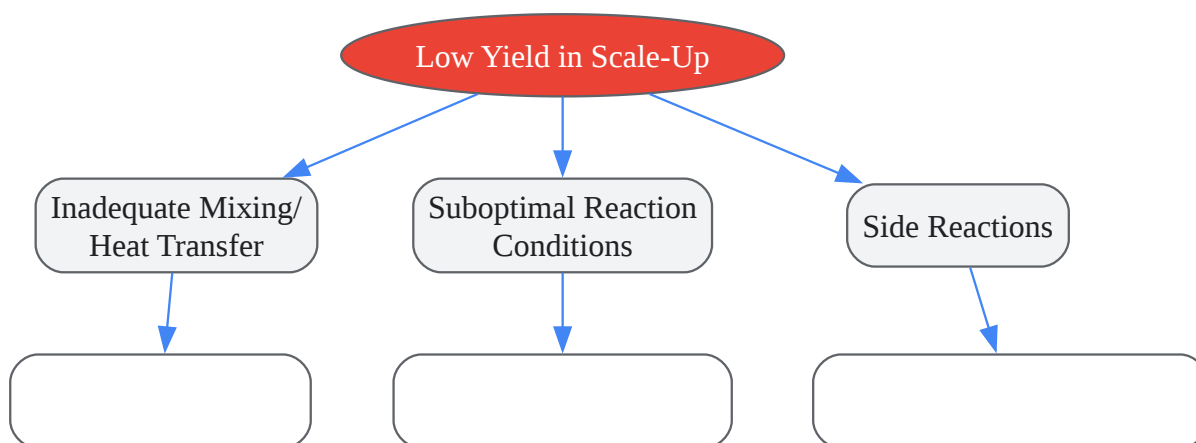 Low Yield in Scale-Up
Inadequate Mixing/
Heat Transfer
Suboptimal Reaction
Conditions
Side Reactions